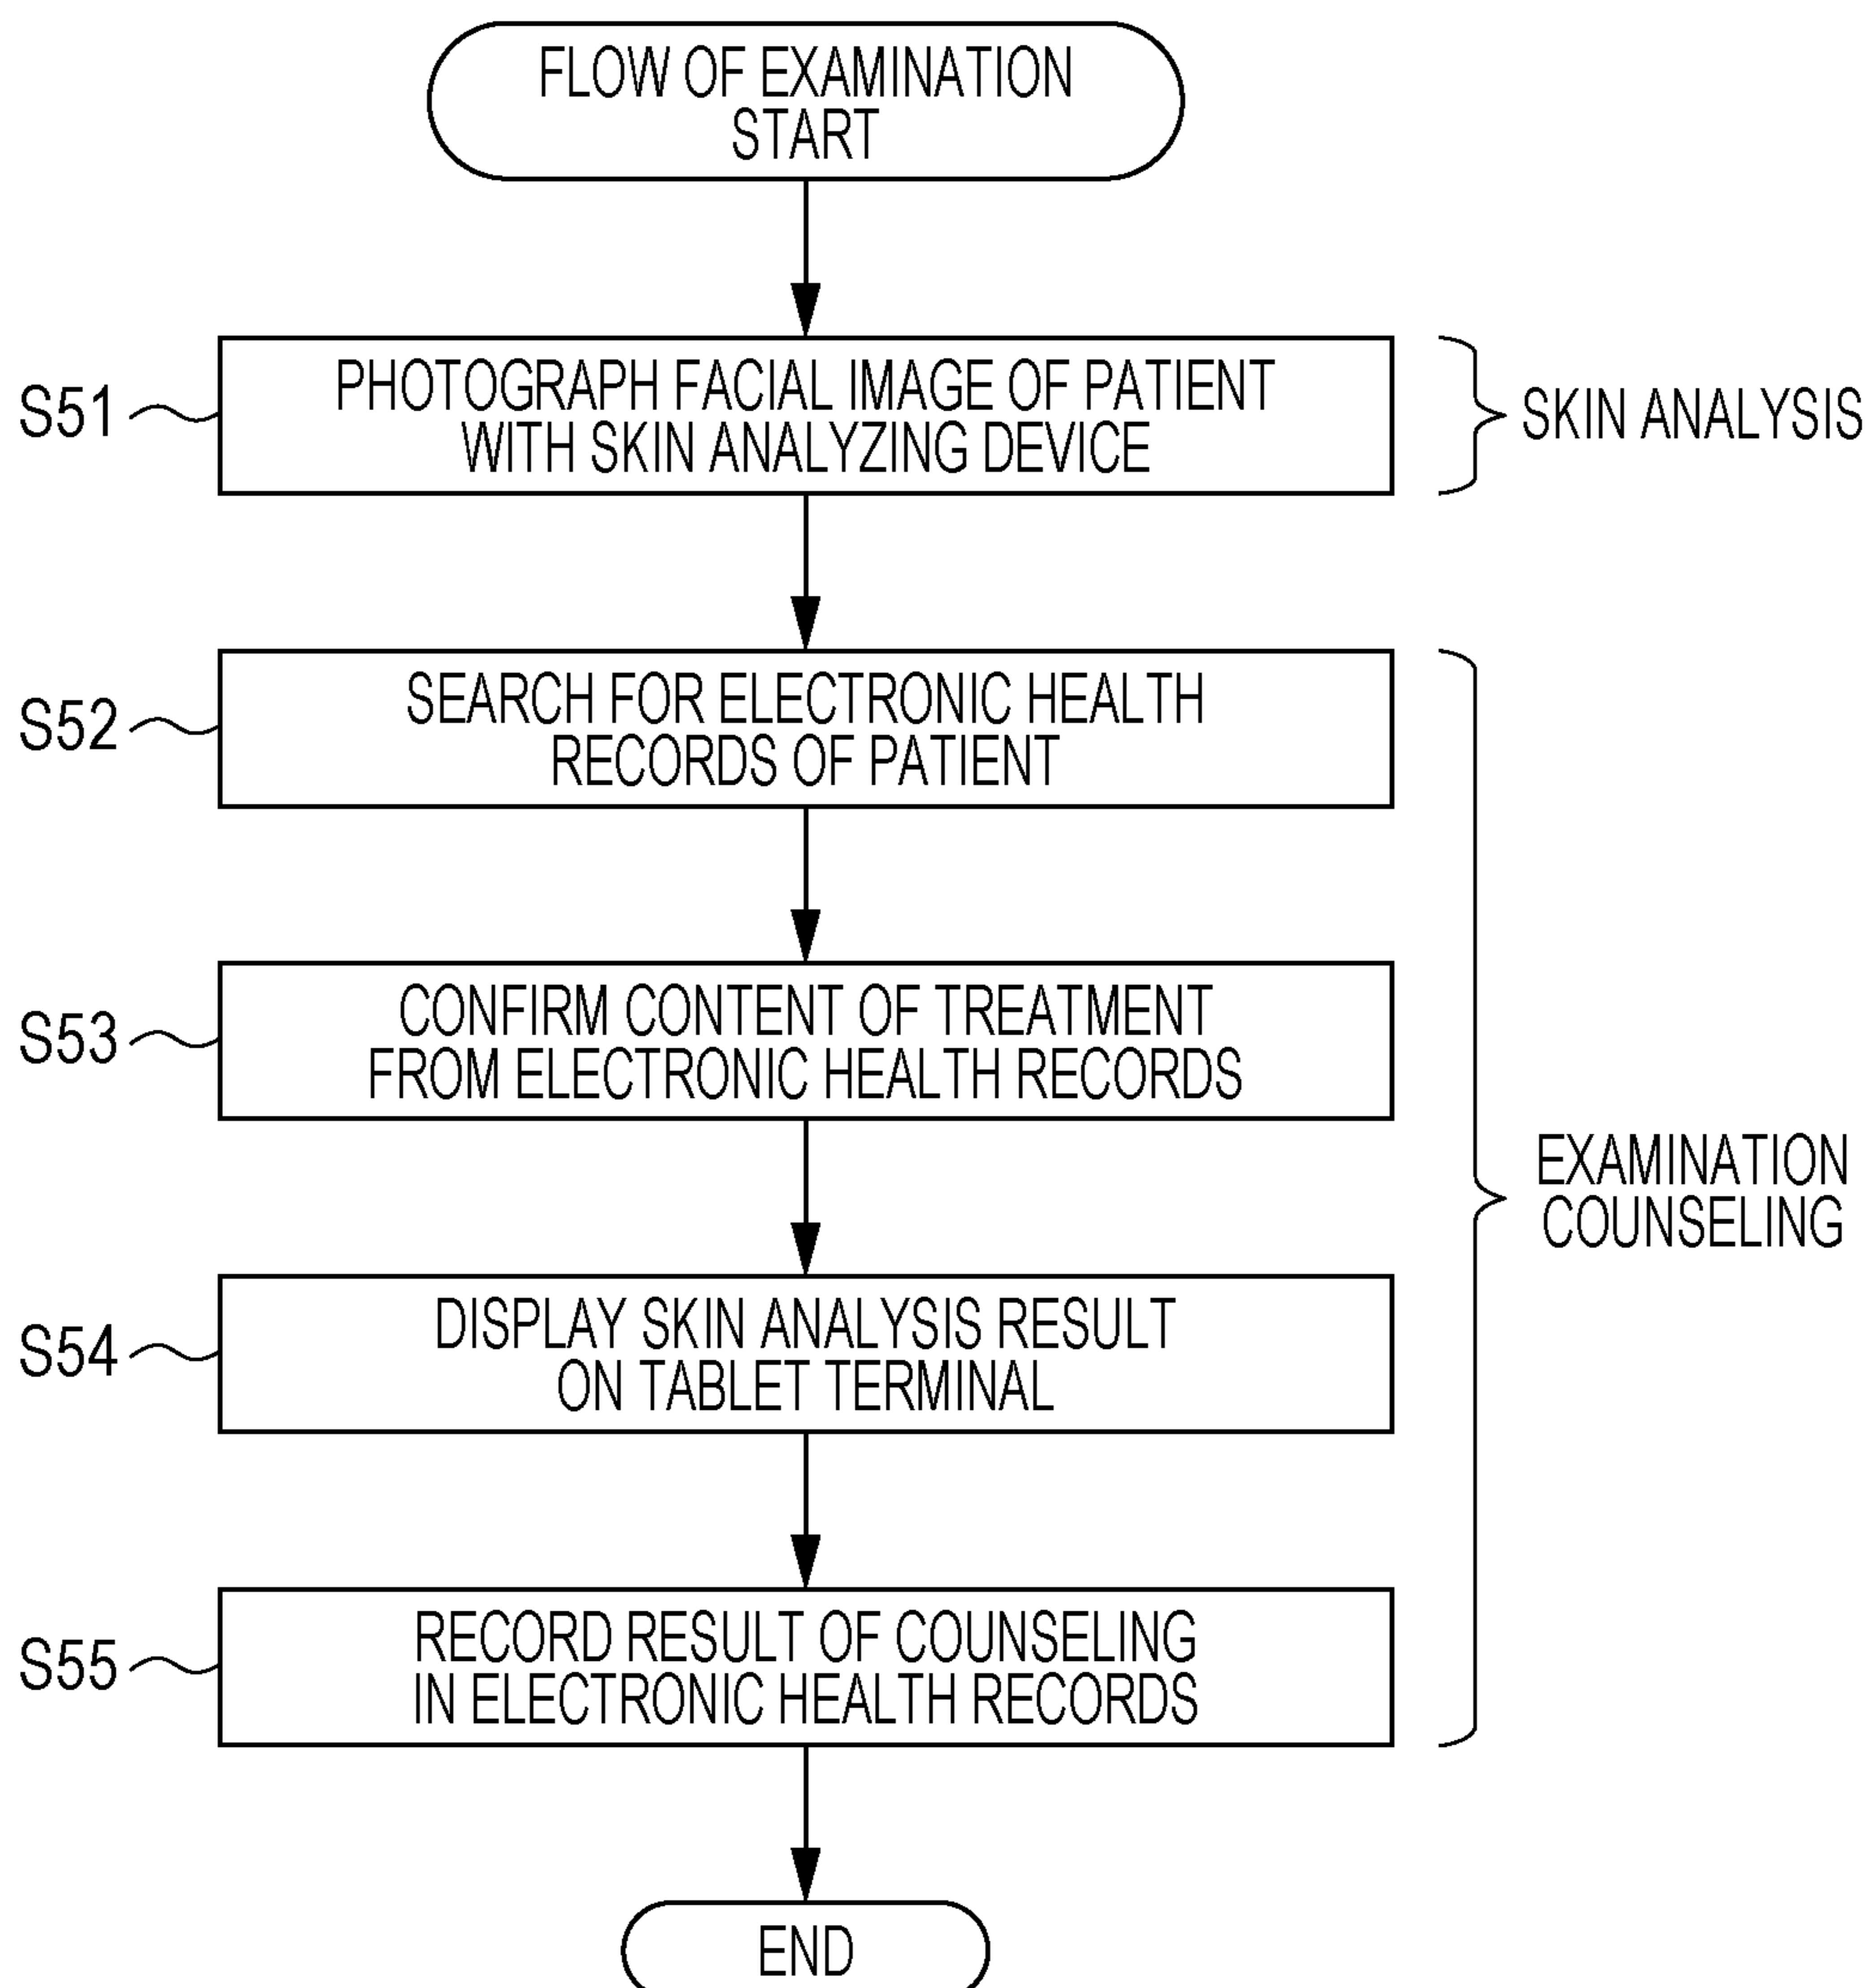 FLOW OF EXAMINATION
START
S51
PHOTOGRAPH FACIAL IMAGE OF PATIENT
WITH SKIN ANALYZING DEVICE
SKIN ANALYSIS
S52
SEARCH FOR ELECTRONIC HEALTH
RECORDS OF PATIENT
S53
CONFIRM CONTENT OF TREATMENT
FROM ELECTRONIC HEALTH RECORDS
EXAMINATION
COUNSELING
S54
DISPLAY SKIN ANALYSIS RESULT
ON TABLET TERMINAL
S55
RECORD RESULT OF COUNSELING
IN ELECTRONIC HEALTH RECORDS
END